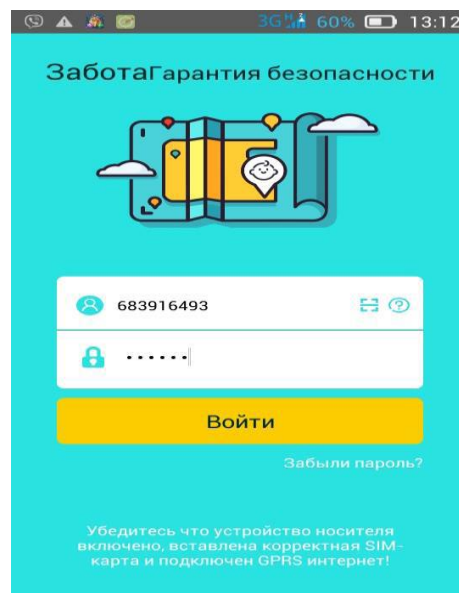 3G 60% 13:12
ЗаботаГарантия безопасности
683916493
Войти
Забыли пароль?
Убедитесь что устройство носителя
включено, вставлена корректная SIM-
карта и подключен GPRS интернет!